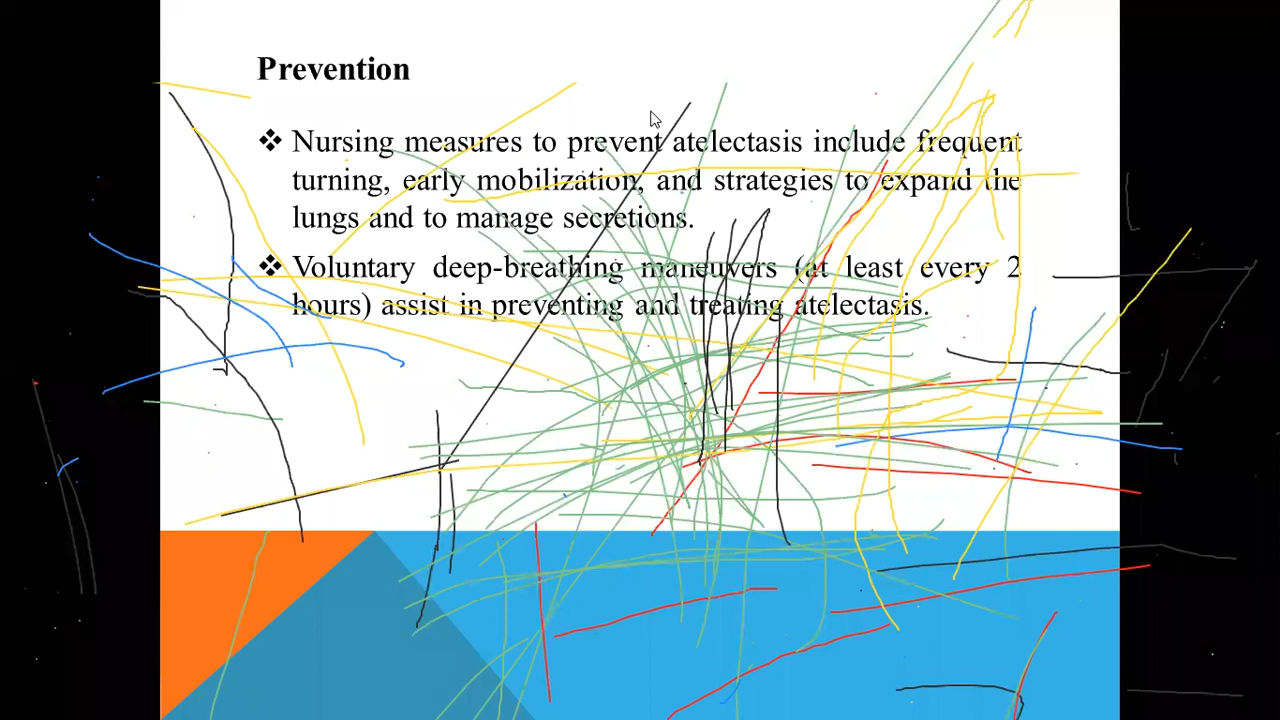 Prevention
❖ Nursing measures to prevent atelectasis include frequent
turning, early mobilization, and strategies to expand the
lungs and to manage secretions.
❖ Voluntary deep-breathing maneuvers (at least every 2
hours) assist in preventing and treating atelectasis.